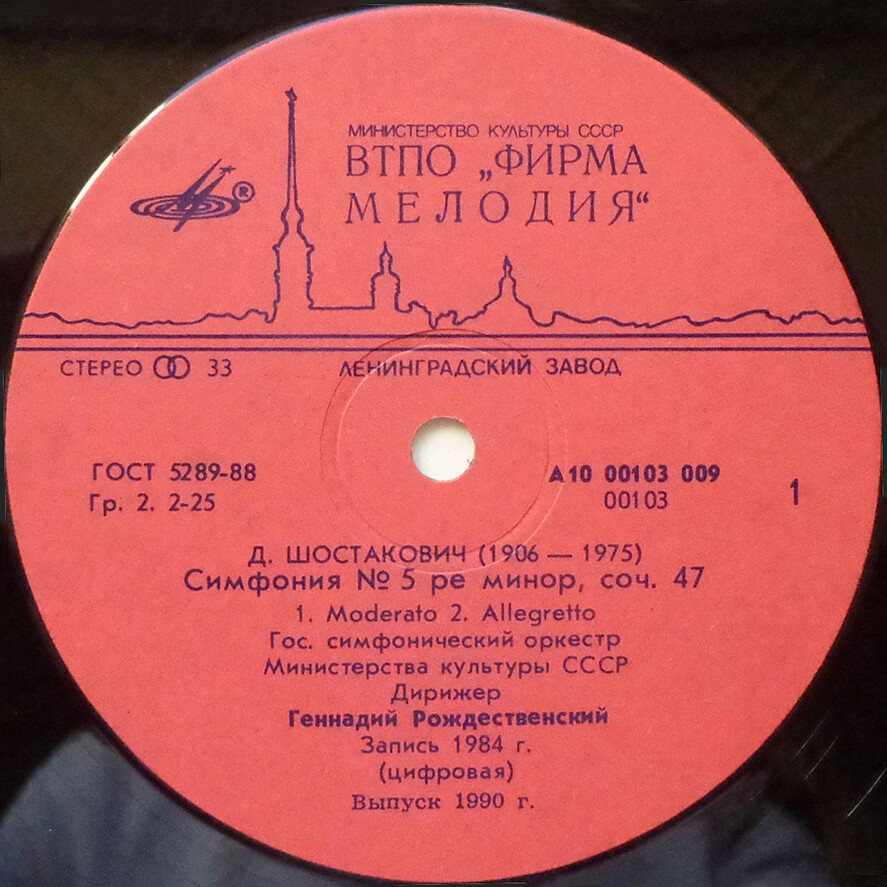 МИНИСТЕРСТВО КУЛЬТУРЫ СССР
ВТПО „ФИРМА
МЕЛОДИЯ“
®
СТЕРЕО 33
ЛЕНИНГРАДСКИЙ ЗАВОД
ГОСТ 5289-88
Гр. 2. 2-25
А10 00103 009
00103
1
Д. ШОСТАКОВИЧ (1906 — 1975)
Симфония № 5 ре минор, соч. 47
1. Moderato 2. Allegretto
Гос. симфонический оркестр
Министерства культуры СССР
Дирижер
Геннадий Рождественский
Запись 1984 г.
(цифровая)
Выпуск 1990 г.